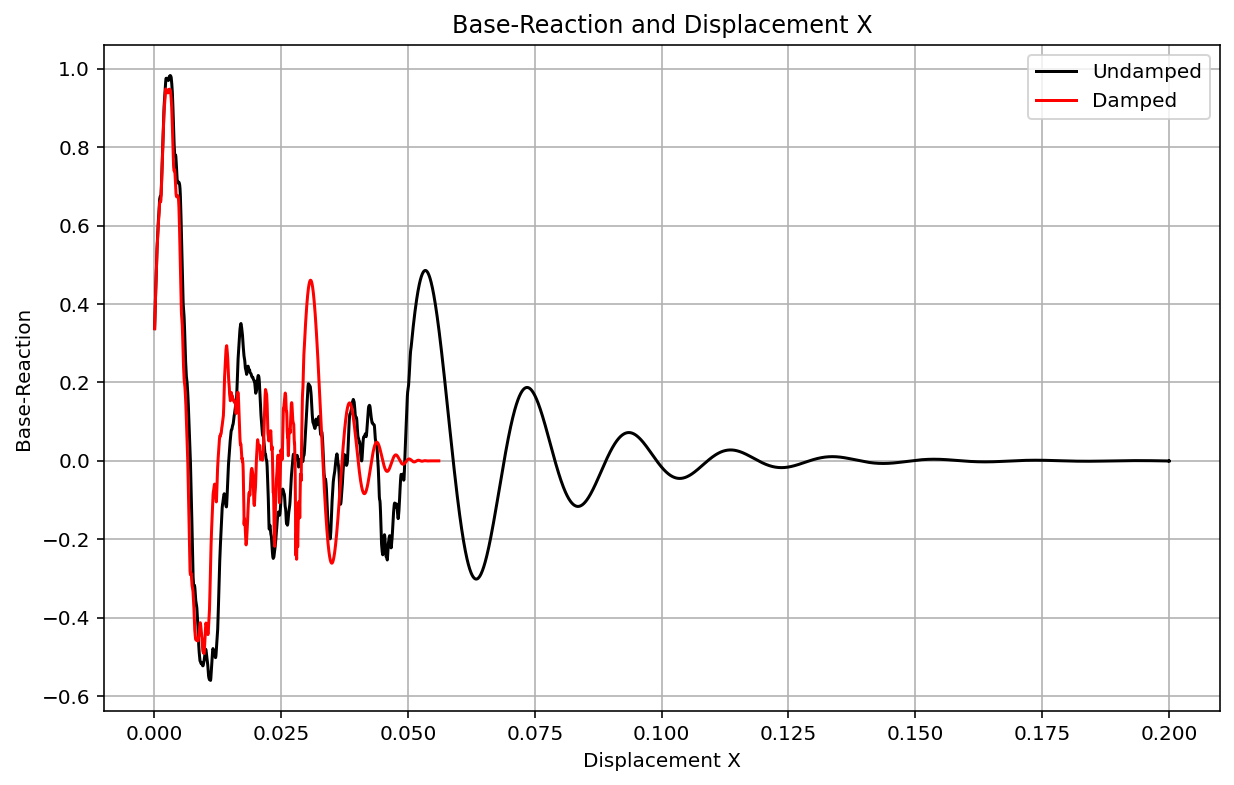 Base-Reaction and Displacement X
Undamped
Damped
1.0
0.8
0.6
0.4
0.2
0.0
−0.2
−0.4
−0.6
Base-Reaction
0.000 0.025 0.050 0.075 0.100 0.125 0.150 0.175 0.200
Displacement X